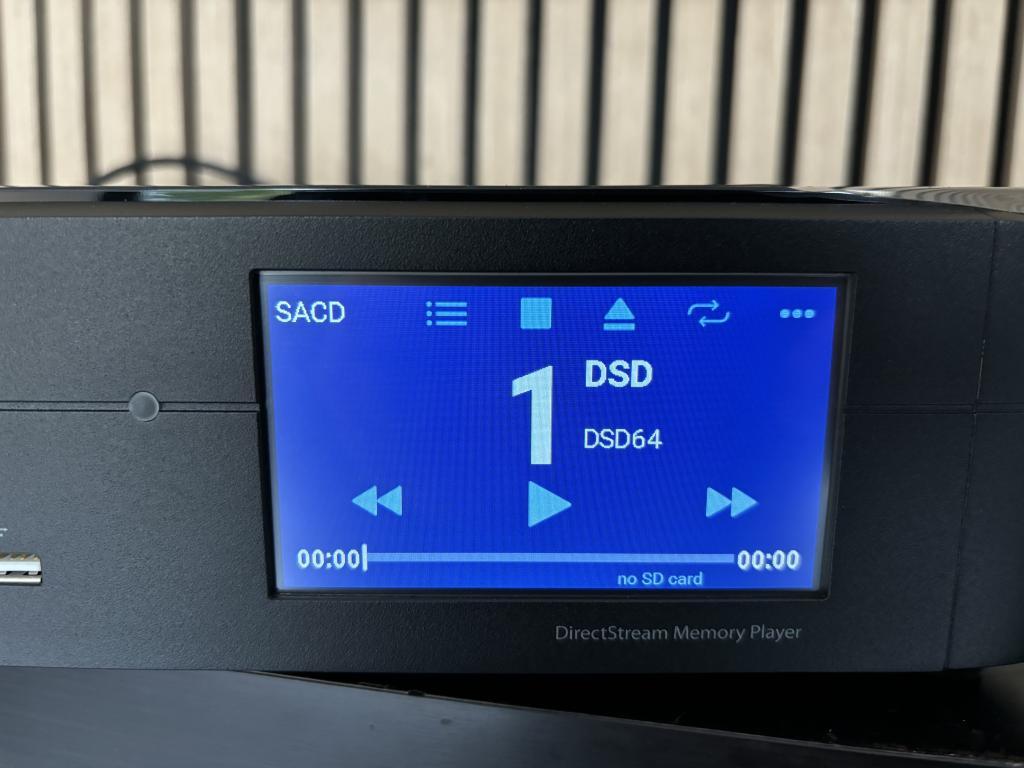 SACD
1
DSD
DSD64
00:00
00:00
no SD card
DirectStream Memory Player